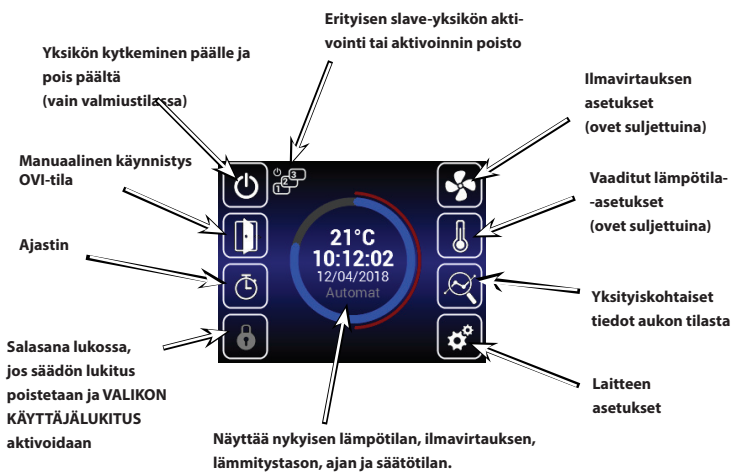 Erityisen slave-yksikön akti-
vointi tai aktivoinnin poisto
Yksikön kytkeminen päälle ja
pois päältä
(vain valmiustilassa)
Ilmavirtauksen
asetukset
(ovet suljettuina)
Manuaalinen käynnistys
OVI-tila
Vaaditut lämpötila-
-asetukset
(ovet suljettuina)
Ajastin
1 2 3
21°C
10:12:02
12/04/2018
Automat
Yksityiskohtaiset
tiedot aukon tilasta
Salasana lukossa,
jos säädön lukitus
poistetaan ja VALIKON
KÄYTTÄJÄLUKITUS
aktivoidaan
Laitteen
asetukset
Näyttää nykyisen lämpötilan, ilmavirtauksen,
lämmitystason, ajan ja säätötilan.